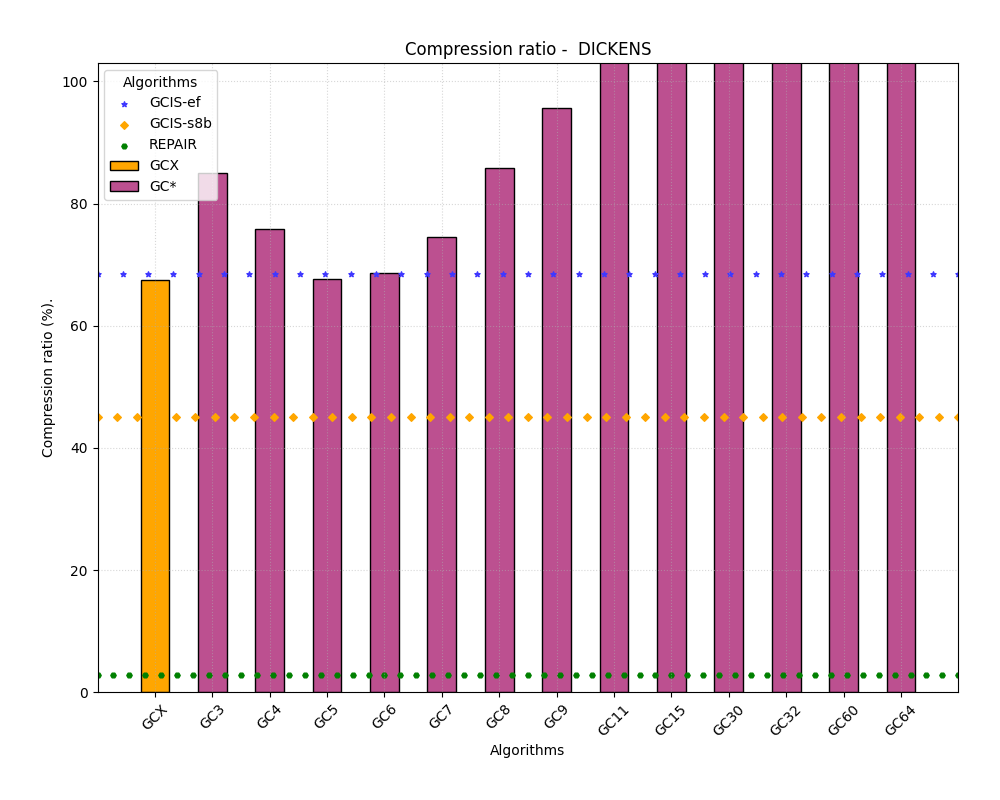 Compression ratio -  DICKENS
Algorithms
GCIS-ef
GCIS-s8b
REPAIR
GCX
GC*
Compression ratio (%).
100
80
60
40
20
0
GCX GC3 GC4 GC5 GC6 GC7 GC8 GC9 GC11 GC15 GC30 GC32 GC60 GC64
Algorithms